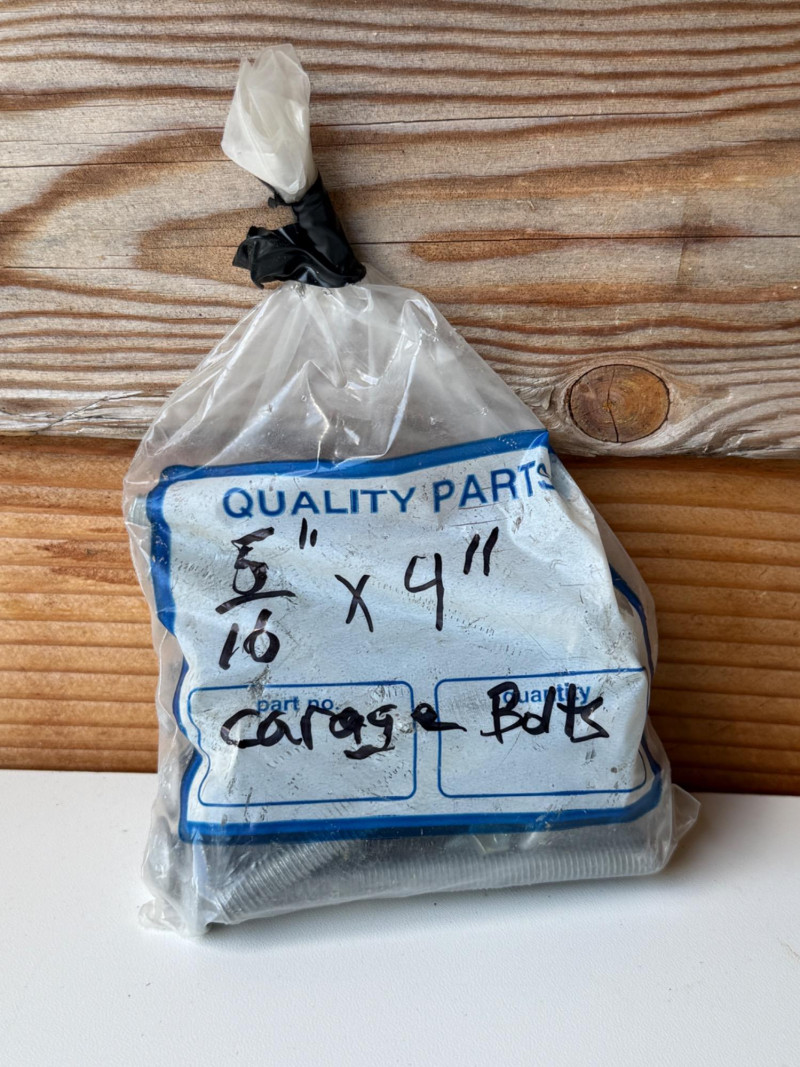 QUALITY PARTS
5/16" x 4"
part no. quantity
carage Bolts